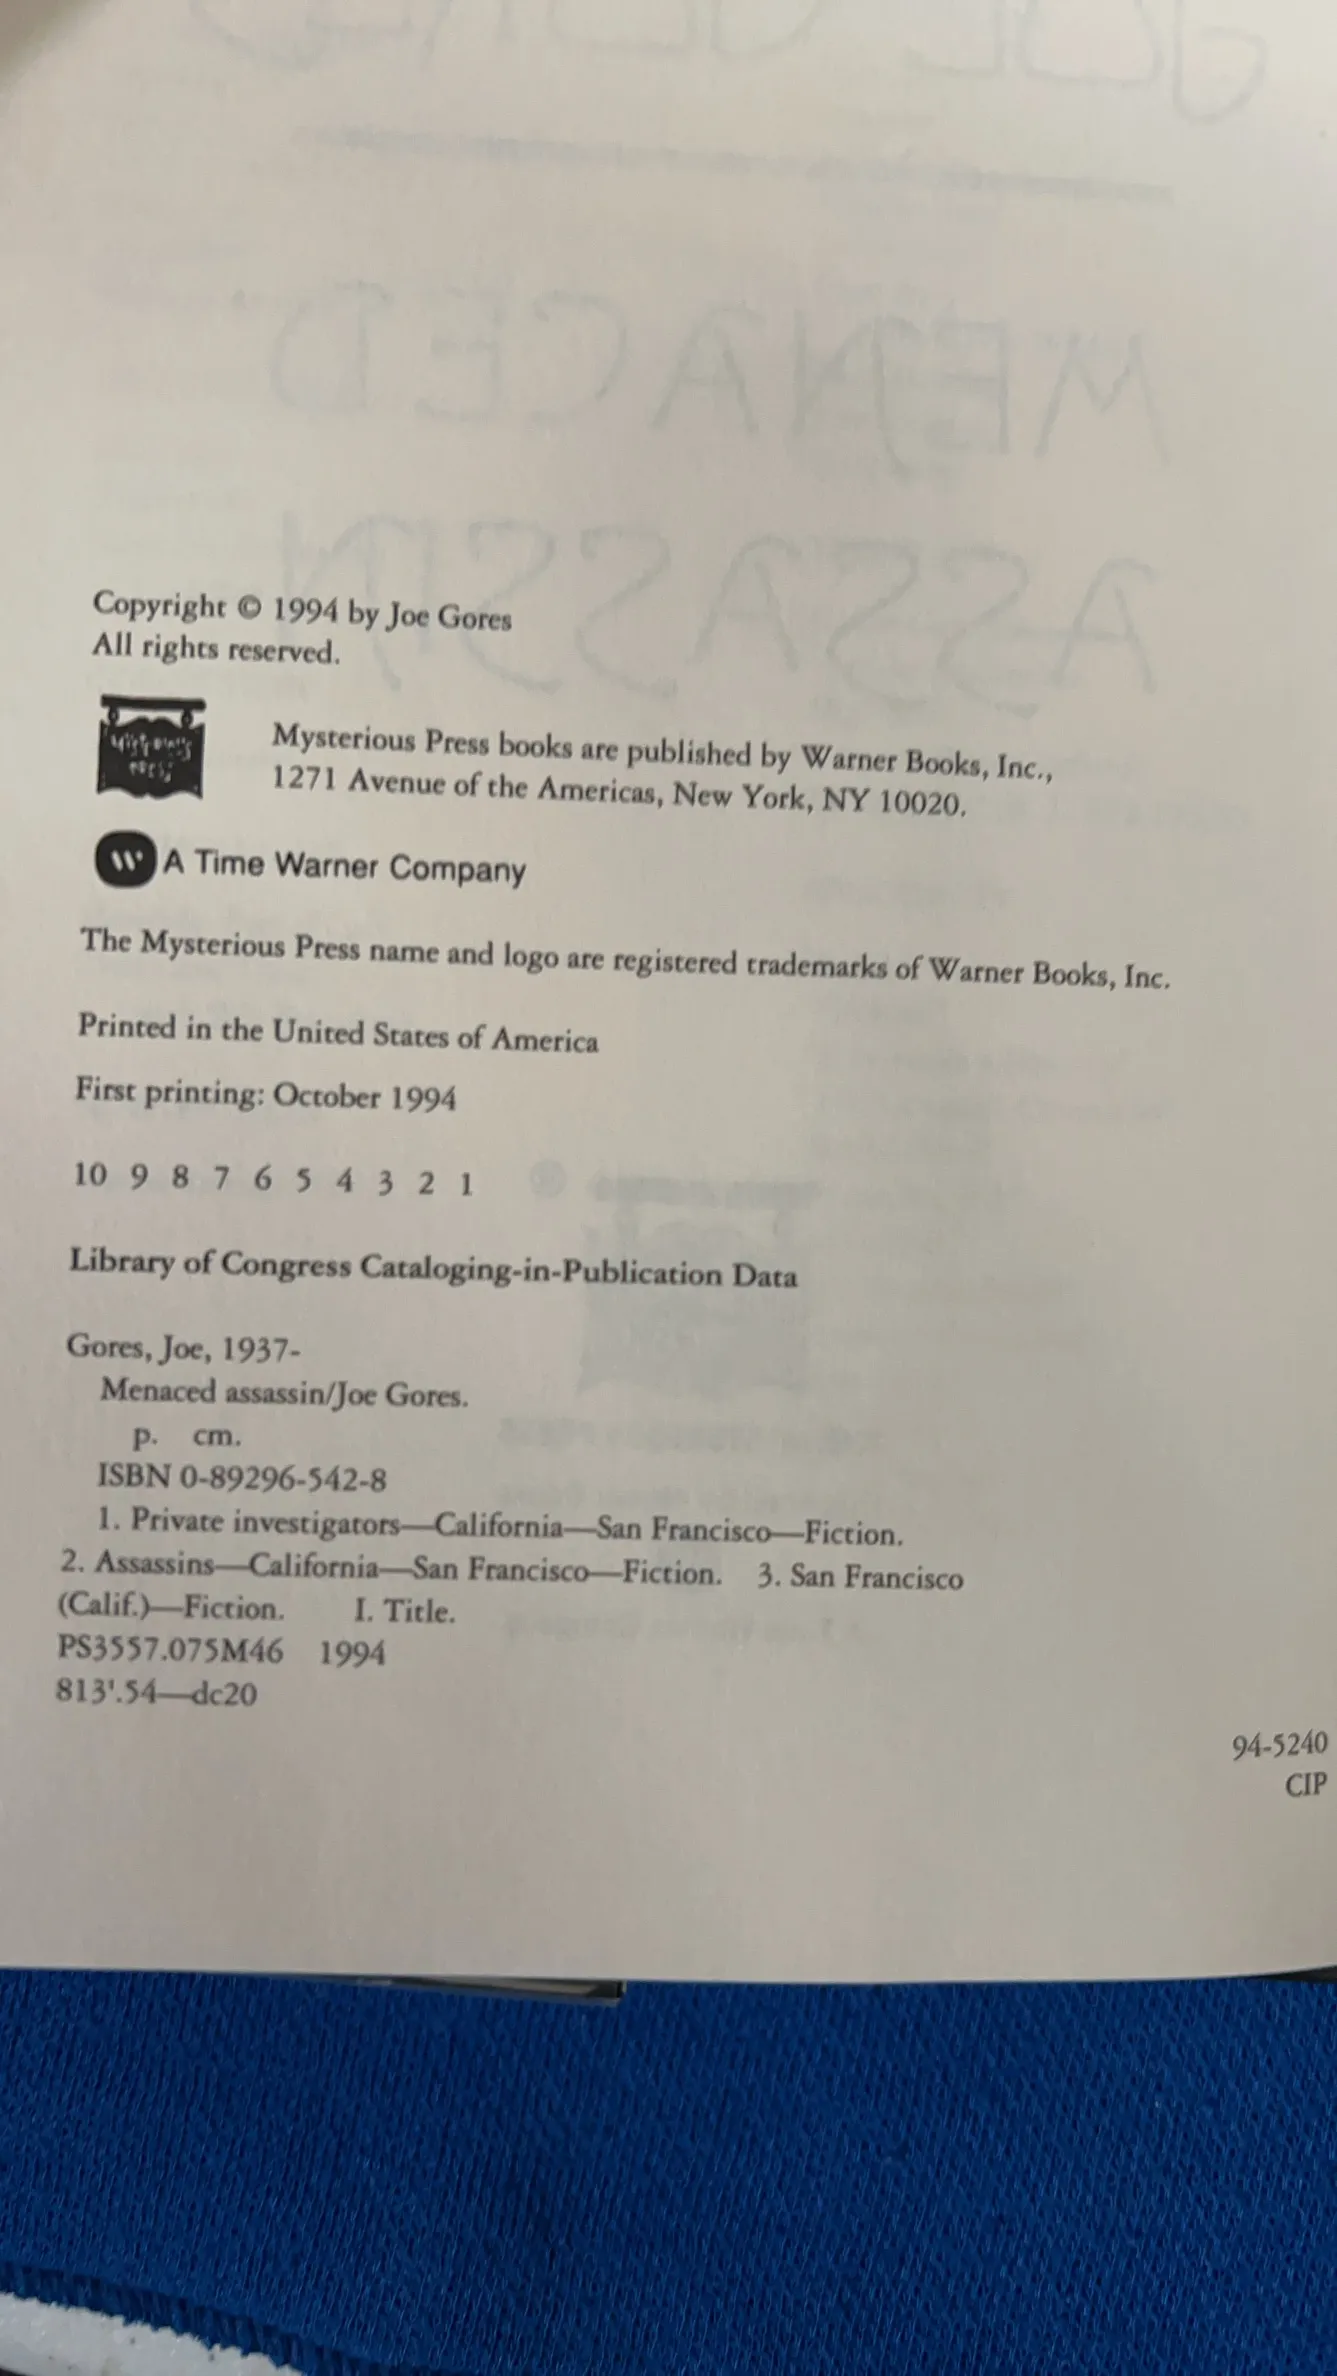 Copyright © 1994 by Joe Gores
All rights reserved.
Mysterious Press books are published by Warner Books, Inc.,
1271 Avenue of the Americas, New York, NY 10020.
A Time Warner Company
The Mysterious Press name and logo are registered trademarks of Warner Books, Inc.
Printed in the United States of America
First printing: October 1994
10 9 8 7 6 5 4 3 2 1
Library of Congress Cataloging-in-Publication Data
Gores, Joe, 1937-
Menaced assassin/Joe Gores.
p. cm.
ISBN 0-89296-542-8
1. Private investigators—California—San Francisco—Fiction.
2. Assassins—California—San Francisco—Fiction. 3. San Francisco
(Calif.)—Fiction. I. Title.
PS3557.075M46 1994
813'.54—dc20
94-5240
CIP